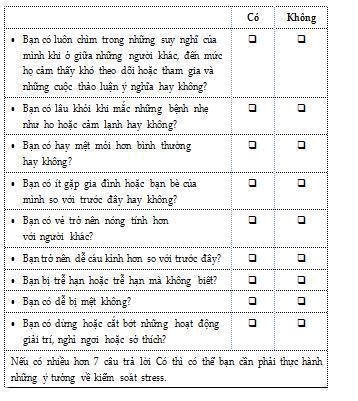 Có Không
• Bạn có luôn chìm trong những suy nghĩ của
mình khi ở giữa những người khác, đến mức
họ cảm thấy khó theo dõi hoặc tham gia và
những cuộc thảo luận ý nghĩa hay không?
❑ ❑
• Bạn có lâu khỏi khi mắc những bệnh nhẹ
như ho hoặc cảm lạnh hay không?
❑ ❑
• Bạn có hay mệt mỏi hơn bình thường
hay không?
❑ ❑
• Bạn có ít gặp gia đình hoặc bạn bè của
mình so với trước đây hay không?
❑ ❑
• Bạn có vẻ trở nên nóng tính hơn
với người khác?
❑ ❑
• Bạn trở nên dễ cáu kỉnh hơn so với trước đây?
❑ ❑
• Bạn bị trễ hạn hoặc trễ hạn mà không biết?
❑ ❑
• Bạn có dễ bị mệt không?
❑ ❑
• Bạn có dừng hoặc cắt bớt những hoạt động
giải trí, nghỉ ngơi hoặc sở thích?
❑ ❑
Nếu có nhiều hơn 7 câu trả lời Có thì có thể bạn cần phải thực hành
những ý tưởng về kiểm soát stress.